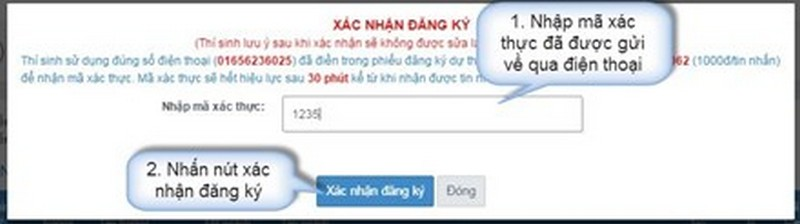 XÁC NHẬN ĐĂNG KÝ
(Thí sinh lưu ý sau khi xác nhận sẽ không được sửa
Thí sinh sử dụng đúng số điện thoại (01656236025) đã điền trong phiếu đăng ký dự 062 (1000đ/tin nhắn)
để nhận mã xác thực. Mã xác thực sẽ hết hiệu lực sau 30 phút kể từ khi nhận được tin
1. Nhập mã xác
thực đã được gửi
về qua điện thoại
Nhập mã xác thực:
1235
2. Nhấn nút xác
nhận đăng ký
Xác nhận đăng ký
Đóng